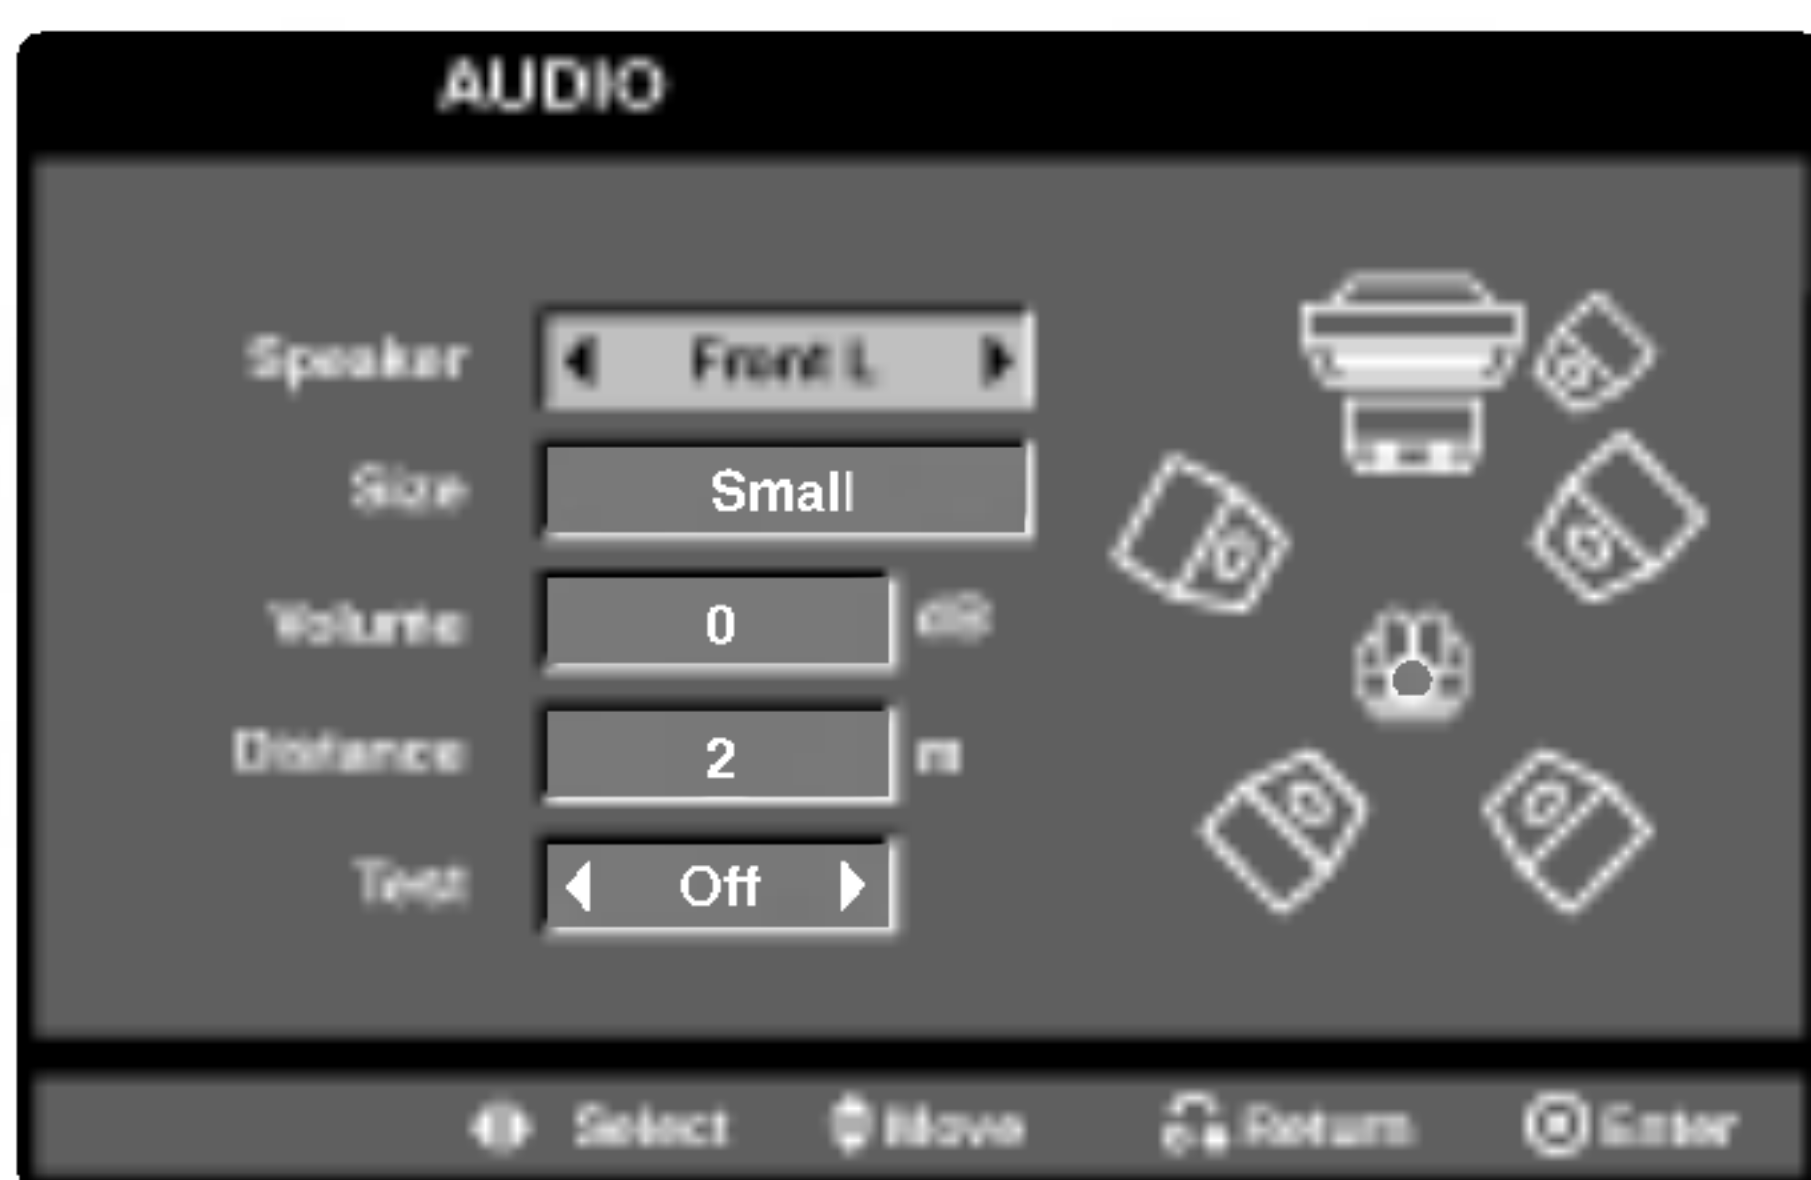 AUDIO
Speaker Front L
Size Small
Volume 0 dB
Distance 2 m
Test Off
Select Move Return Enter